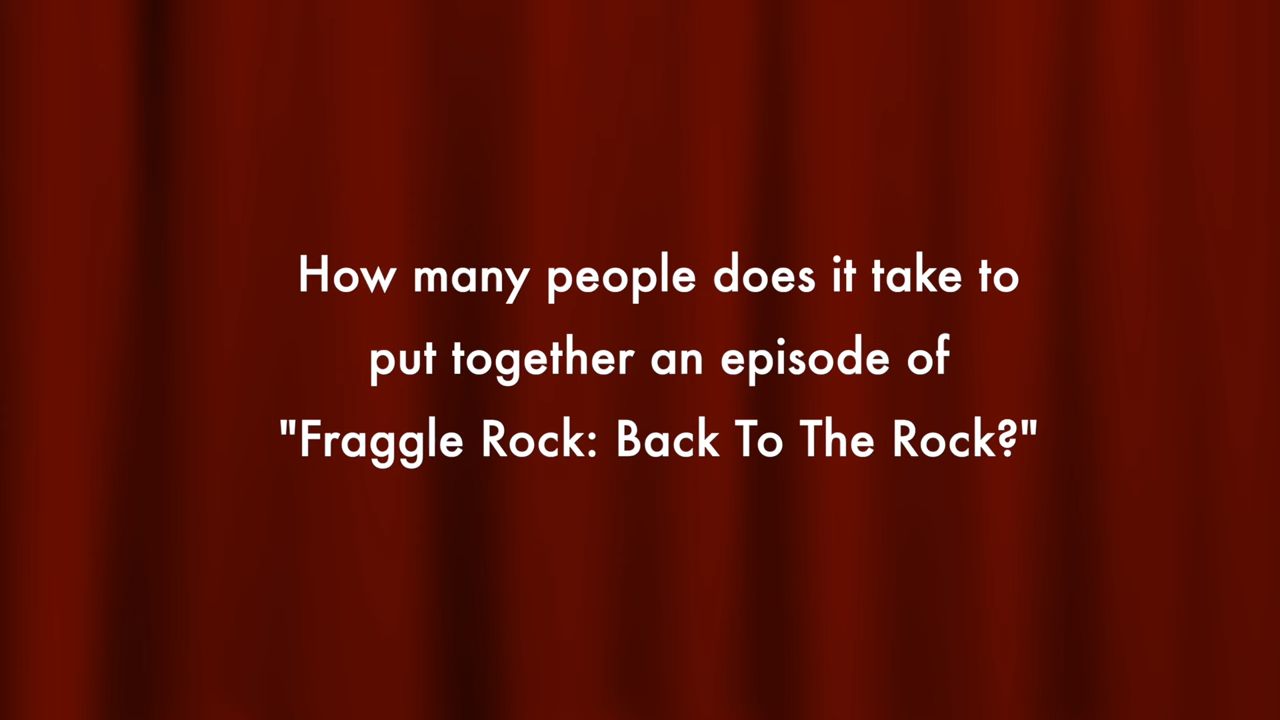 How many people does it take to
put together an episode of
"Fraggle Rock: Back To The Rock?"